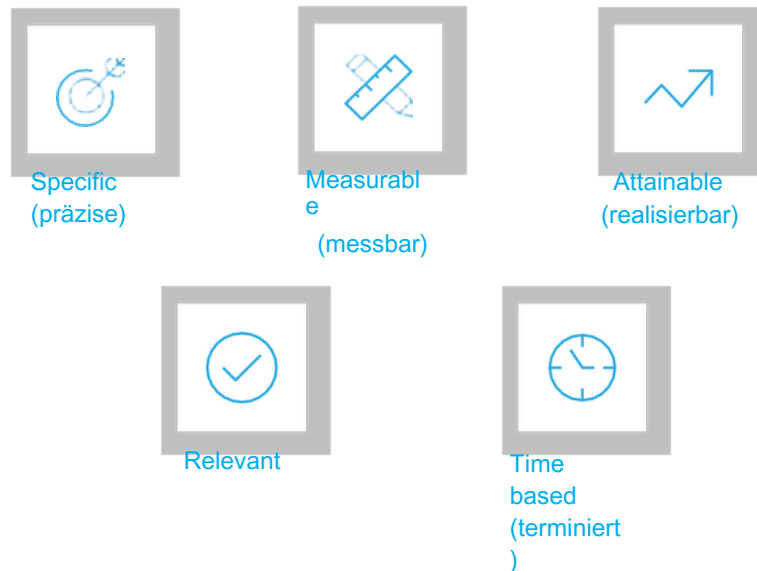 Specific
(präzise)
Measurabl
e
(messbar)
Attainable
(realisierbar)
Relevant
Time
based
(terminiert
)